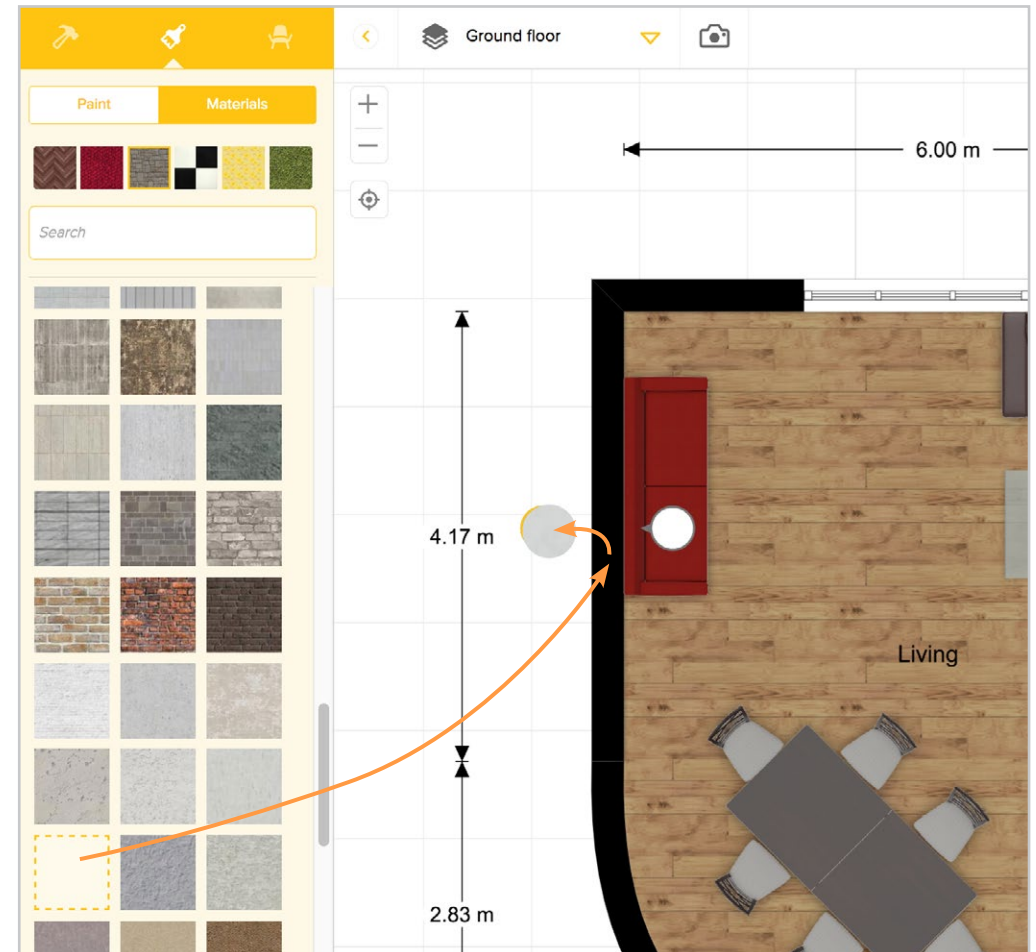 Ground floor
Paint
Materials
Search
6.00 m
4.17 m
Living
2.83 m